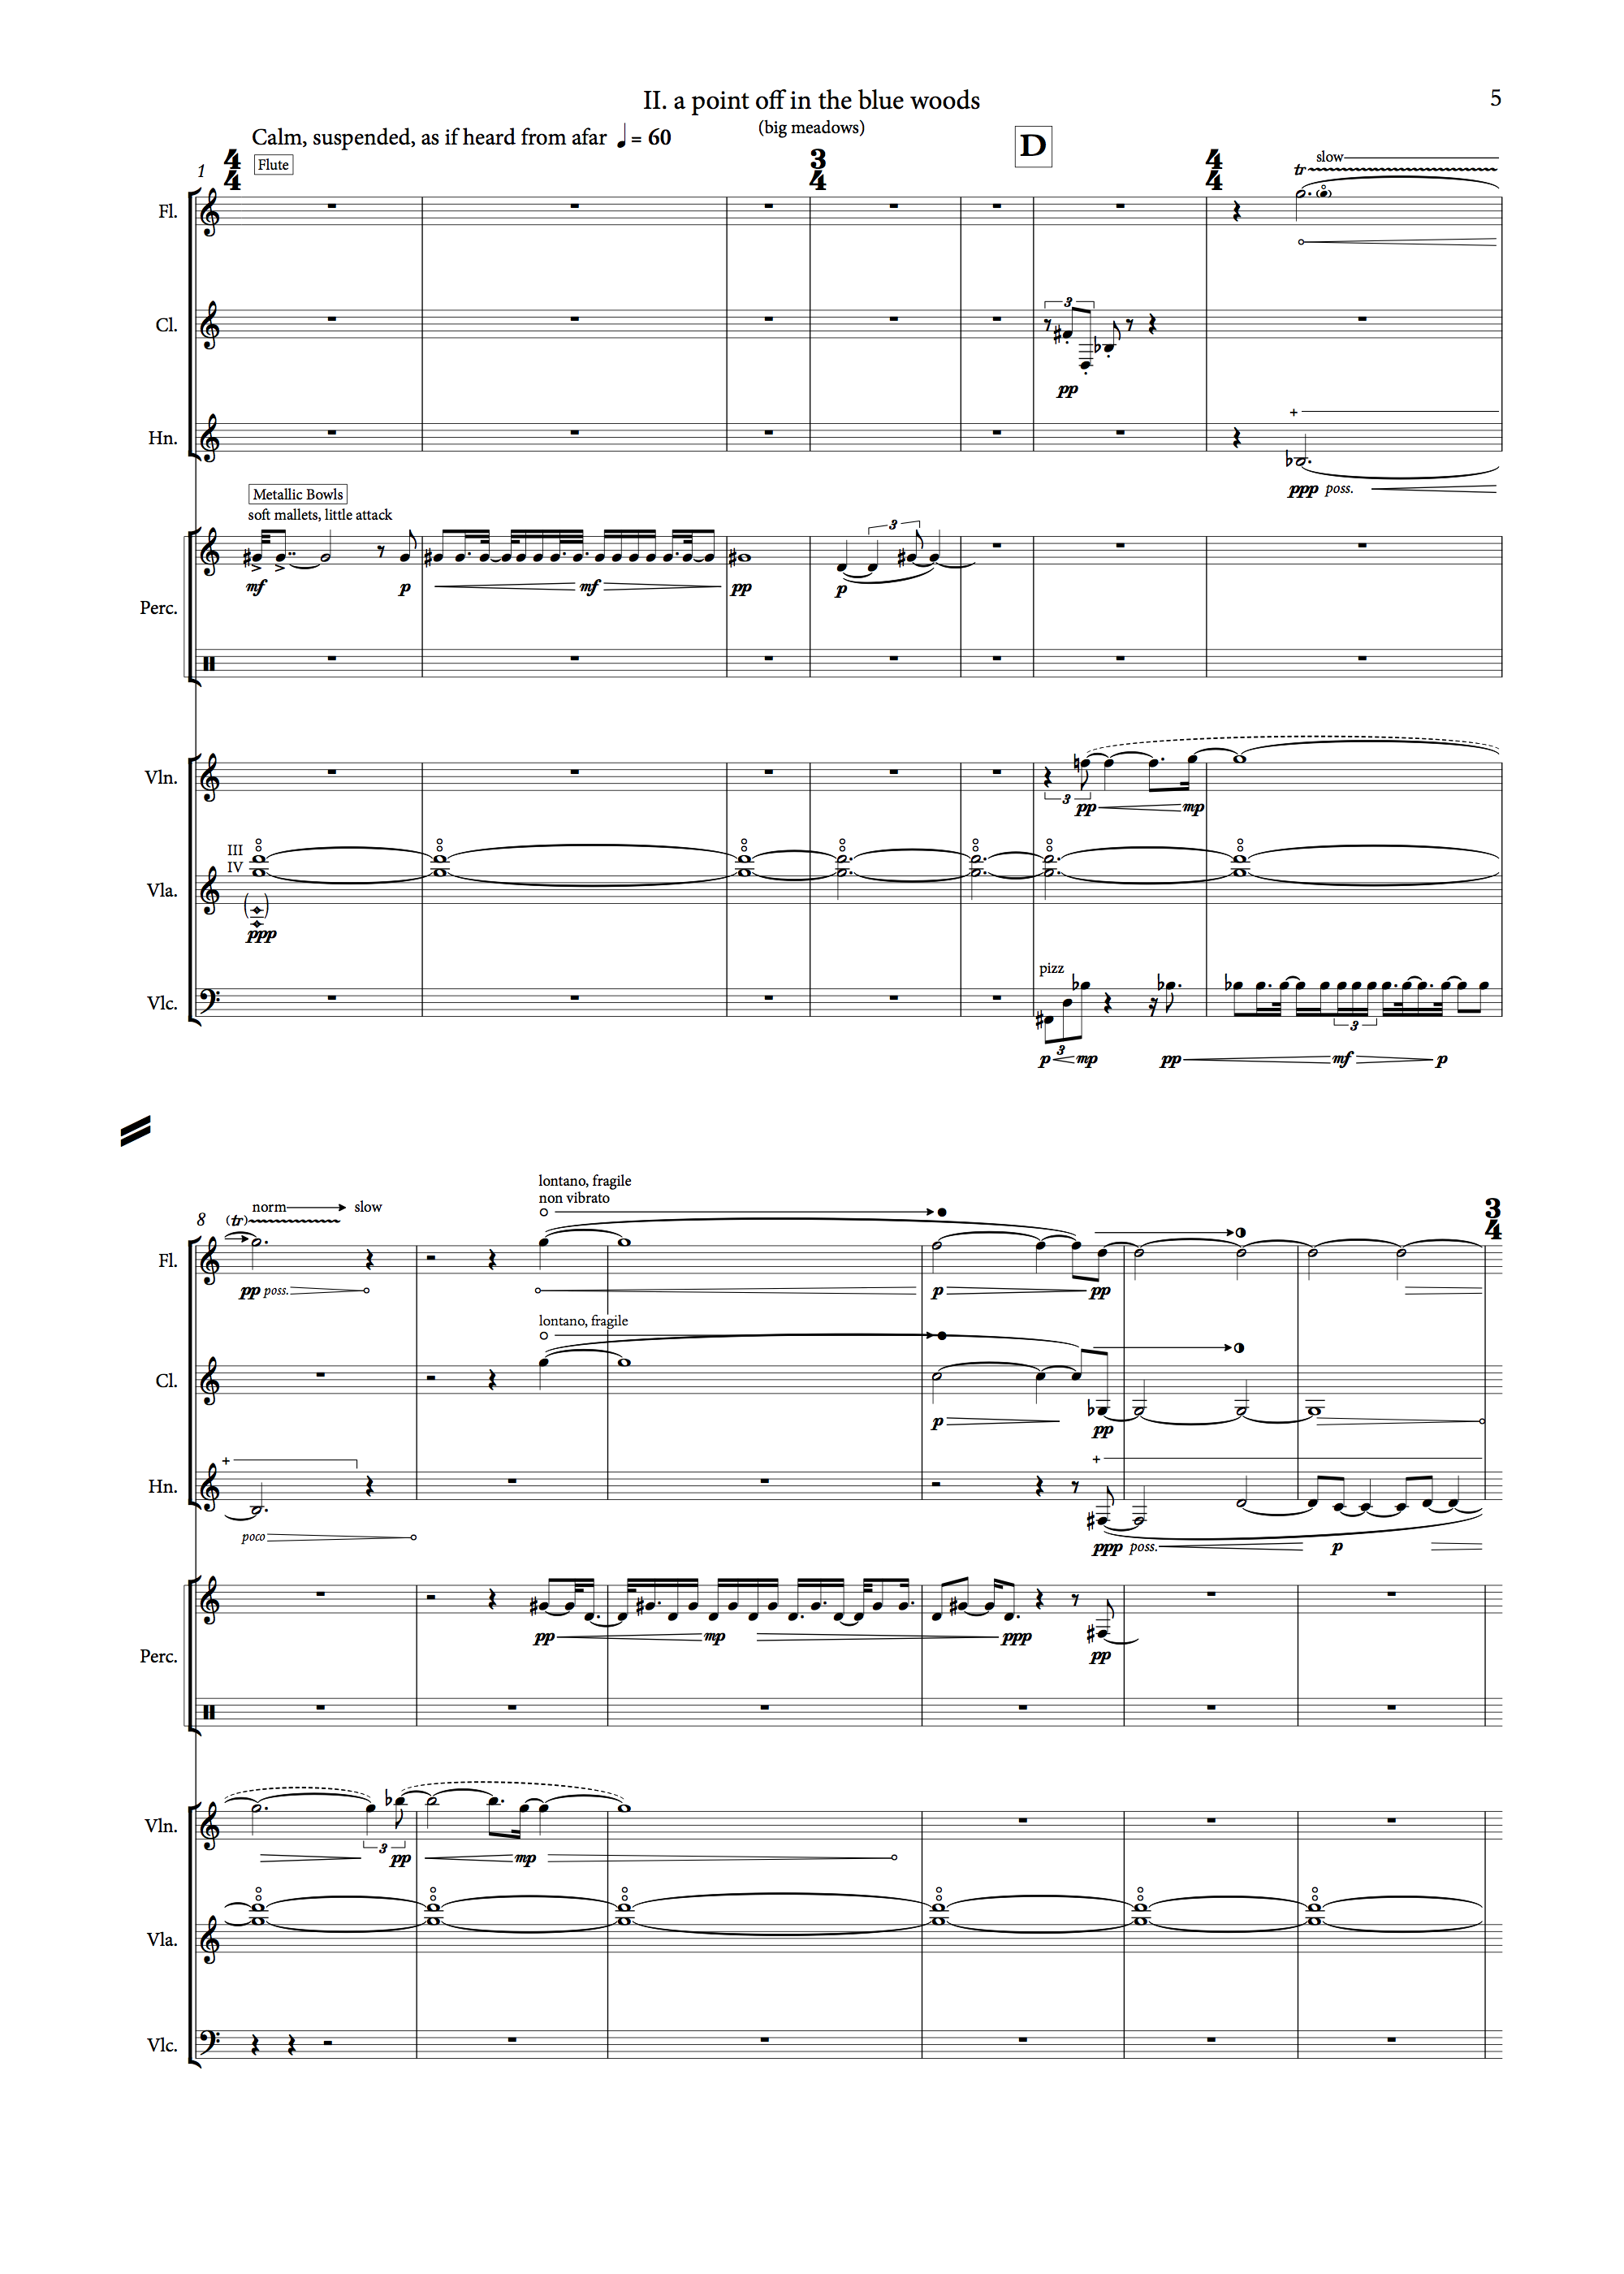 II. a point off in the blue woods
5
(big meadows)
Calm, suspended, as if heard from afar ♩= 60
D
1
4
4
Flute
3
4
4
4
slow
tr
Fl.
Cl.
3
pp
Hn.
+
ppp poss.
Metallic Bowls
soft mallets, little attack
3
mf p mf pp p
Perc.
Vln.
3 pp mp
III
IV
Vla.
ppp
pizz
Vlc.
3 3
p mp pp mf p
lontano, fragile
non vibrato
8
(tr)
norm slow
3
4
Fl.
pp poss. p pp
lontano, fragile
Cl.
p pp
+ +
Hn.
poco ppp poss. p
pp mp ppp pp
Perc.
Vln.
3 pp mp
Vla.
Vlc.